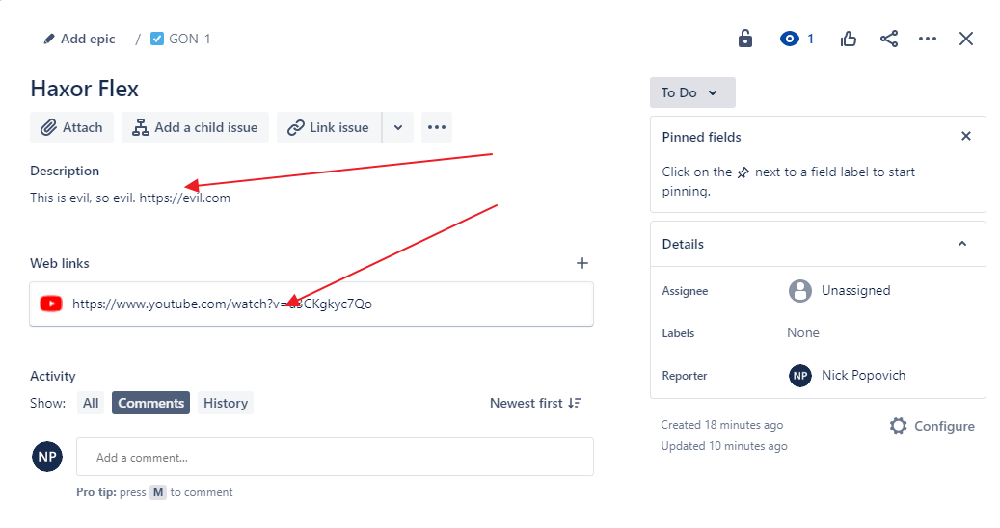 Add epic / GON-1
1
Haxor Flex
To Do
Attach
Add a child issue
Link issue
Pinned fields
Click on the next to a field label to start
pinning.
Description
This is evil, so evil. https://evil.com
Web links
https://www.youtube.com/watch?v=
Details
Assignee
Unassigned
Labels
None
Reporter
NP
Nick Popovich
Activity
Show:
All
Comments
History
Newest first
Created 18 minutes ago
Updated 10 minutes ago
Configure
NP
Add a comment...
Pro tip: press M to comment